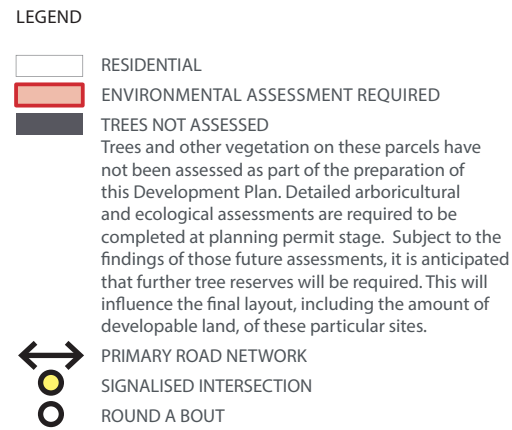 LEGEND
RESIDENTIAL
ENVIRONMENTAL ASSESSMENT REQUIRED
TREES NOT ASSESSED
Trees and other vegetation on these parcels have
not been assessed as part of the preparation of
this Development Plan. Detailed arboricultural
and ecological assessments are required to be
completed at planning permit stage.  Subject to the
findings of those future assessments, it is anticipated
that further tree reserves will be required. This will
influence the final layout, including the amount of
developable land, of these particular sites.
PRIMARY ROAD NETWORK
SIGNALISED INTERSECTION
ROUND A BOUT